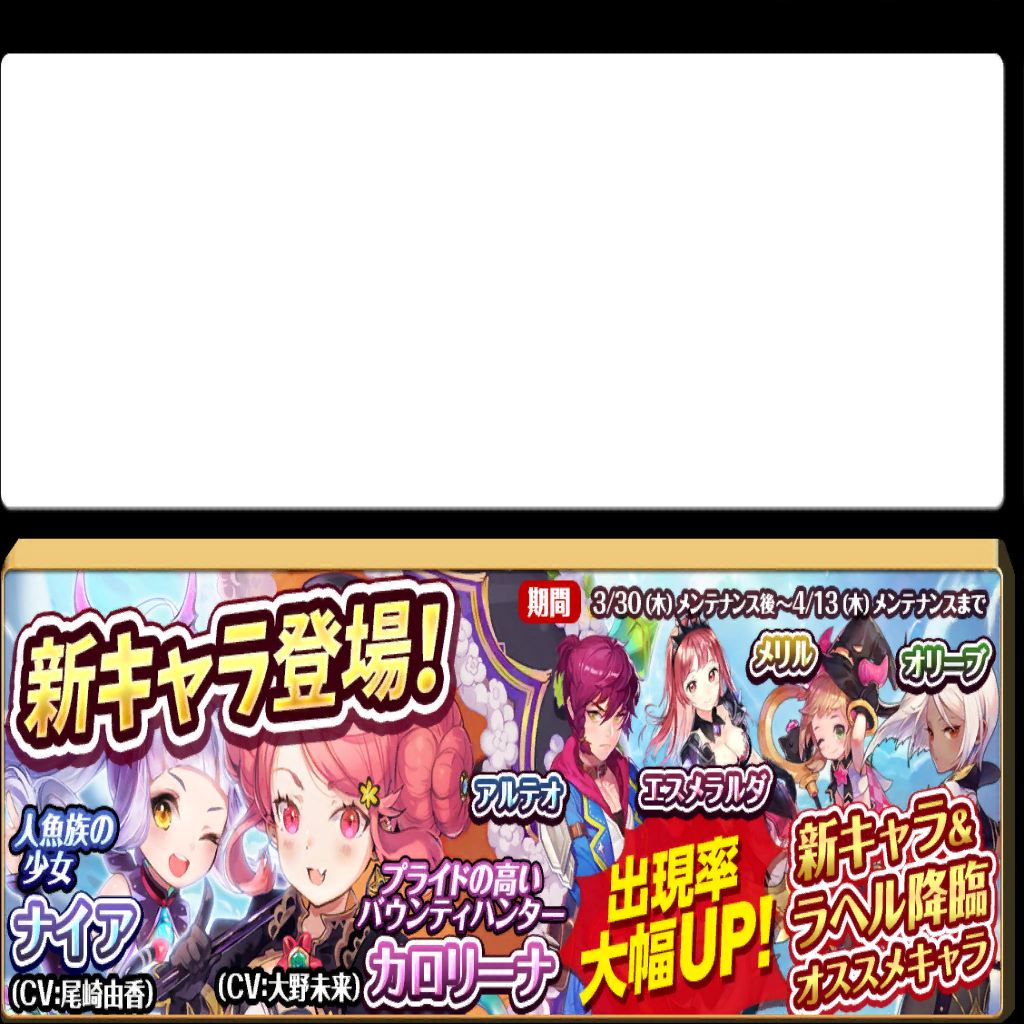 新キャラ登場!
期間 3/30(木)メンテナンス後~4/13(木)メンテナンスまで
メリル
オリーブ
アルテオ
エスメラルダ
人魚族の
少女
ナイア
(CV:尾崎由香)
プライドの高い
バウンティハンター
カロリーナ
(CV:大野未来)
出現率
大幅UP!
新キャラ&
ラヘル降臨
オススメキャラ